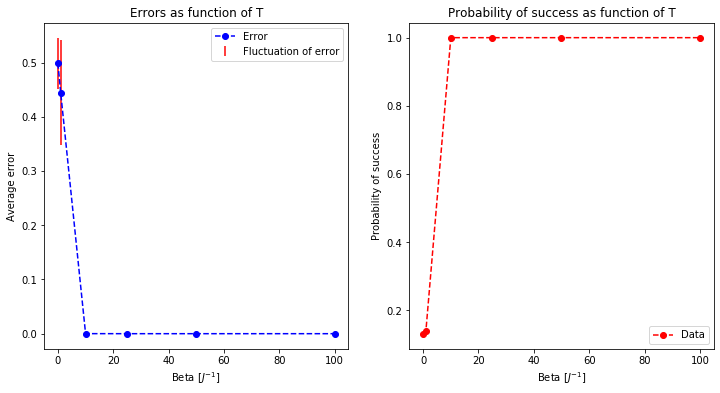 Errors as function of T
Error
Fluctuation of error
Average error
0.5
0.4
0.3
0.2
0.1
0.0
0 20 40 60 80 100
Beta [J⁻¹]
Probability of success as function of T
Probability of success
1.0
0.8
0.6
0.4
0.2
Data
0 20 40 60 80 100
Beta [J⁻¹]